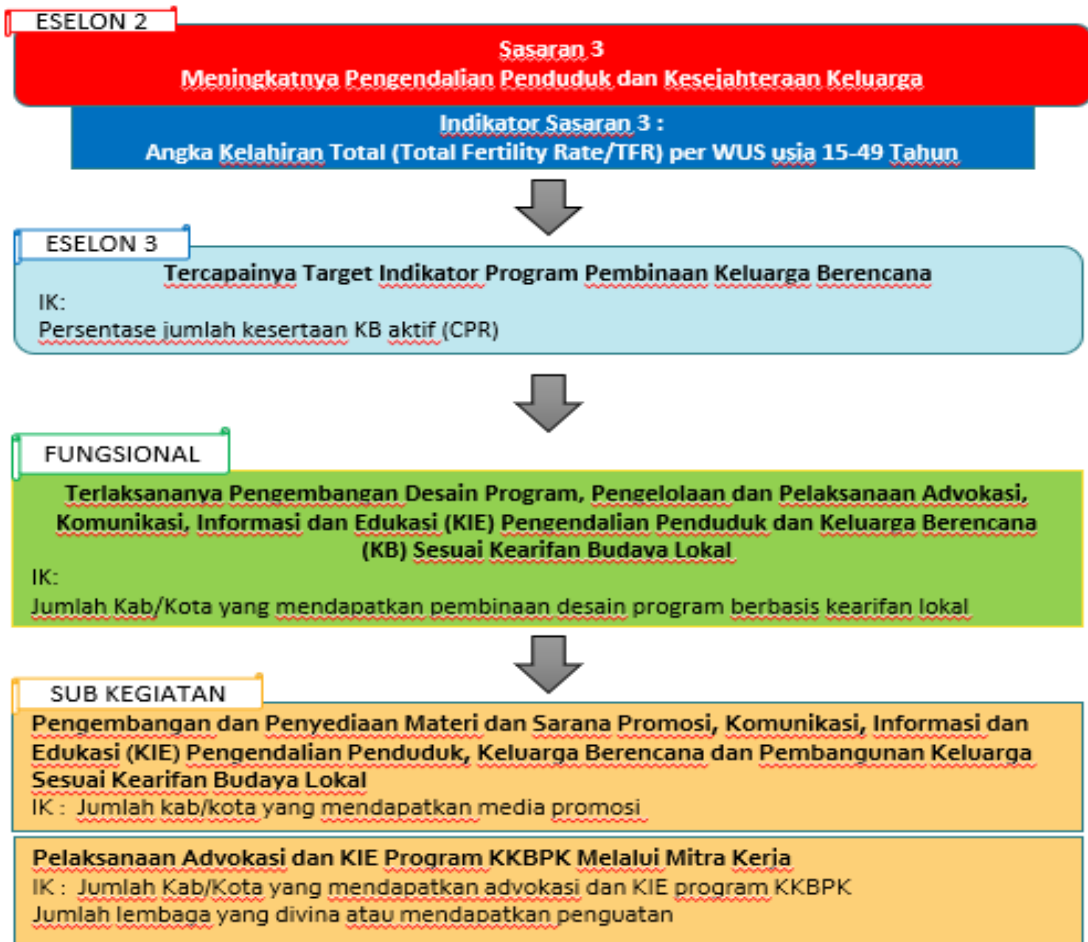 ESELON 2
Sasaran 3
Meningkatnya Pengendalian Penduduk dan Kesejahteraan Keluarga
Indikator Sasaran 3 :
Angka Kelahiran Total (Total Fertility Rate/TFR) per WUS usia 15-49 Tahun
ESELON 3
Tercapainya Target Indikator Program Pembinaan Keluarga Berencana
IK:
Persentase jumlah kesertaan KB aktif (CPR)
FUNGSIONAL
Terlaksananya Pengembangan Desain Program, Pengelolaan dan Pelaksanaan Advokasi,
Komunikasi, Informasi dan Edukasi (KIE) Pengendalian Penduduk dan Keluarga Berencana
(KB) Sesuai Kearifan Budaya Lokal
IK:
Jumlah Kab/Kota yang mendapatkan pembinaan desain program berbasis kearifan lokal
SUB KEGIATAN
Pengembangan dan Penyediaan Materi dan Sarana Promosi, Komunikasi, Informasi dan
Edukasi (KIE) Pengendalian Penduduk, Keluarga Berencana dan Pembangunan Keluarga
Sesuai Kearifan Budaya Lokal
IK : Jumlah kab/kota yang mendapatkan media promosi
Pelaksanaan Advokasi dan KIE Program KKBPK Melalui Mitra Kerja
IK : Jumlah Kab/Kota yang mendapatkan advokasi dan KIE program KKBPK
Jumlah lembaga yang divina atau mendapatkan penguatan